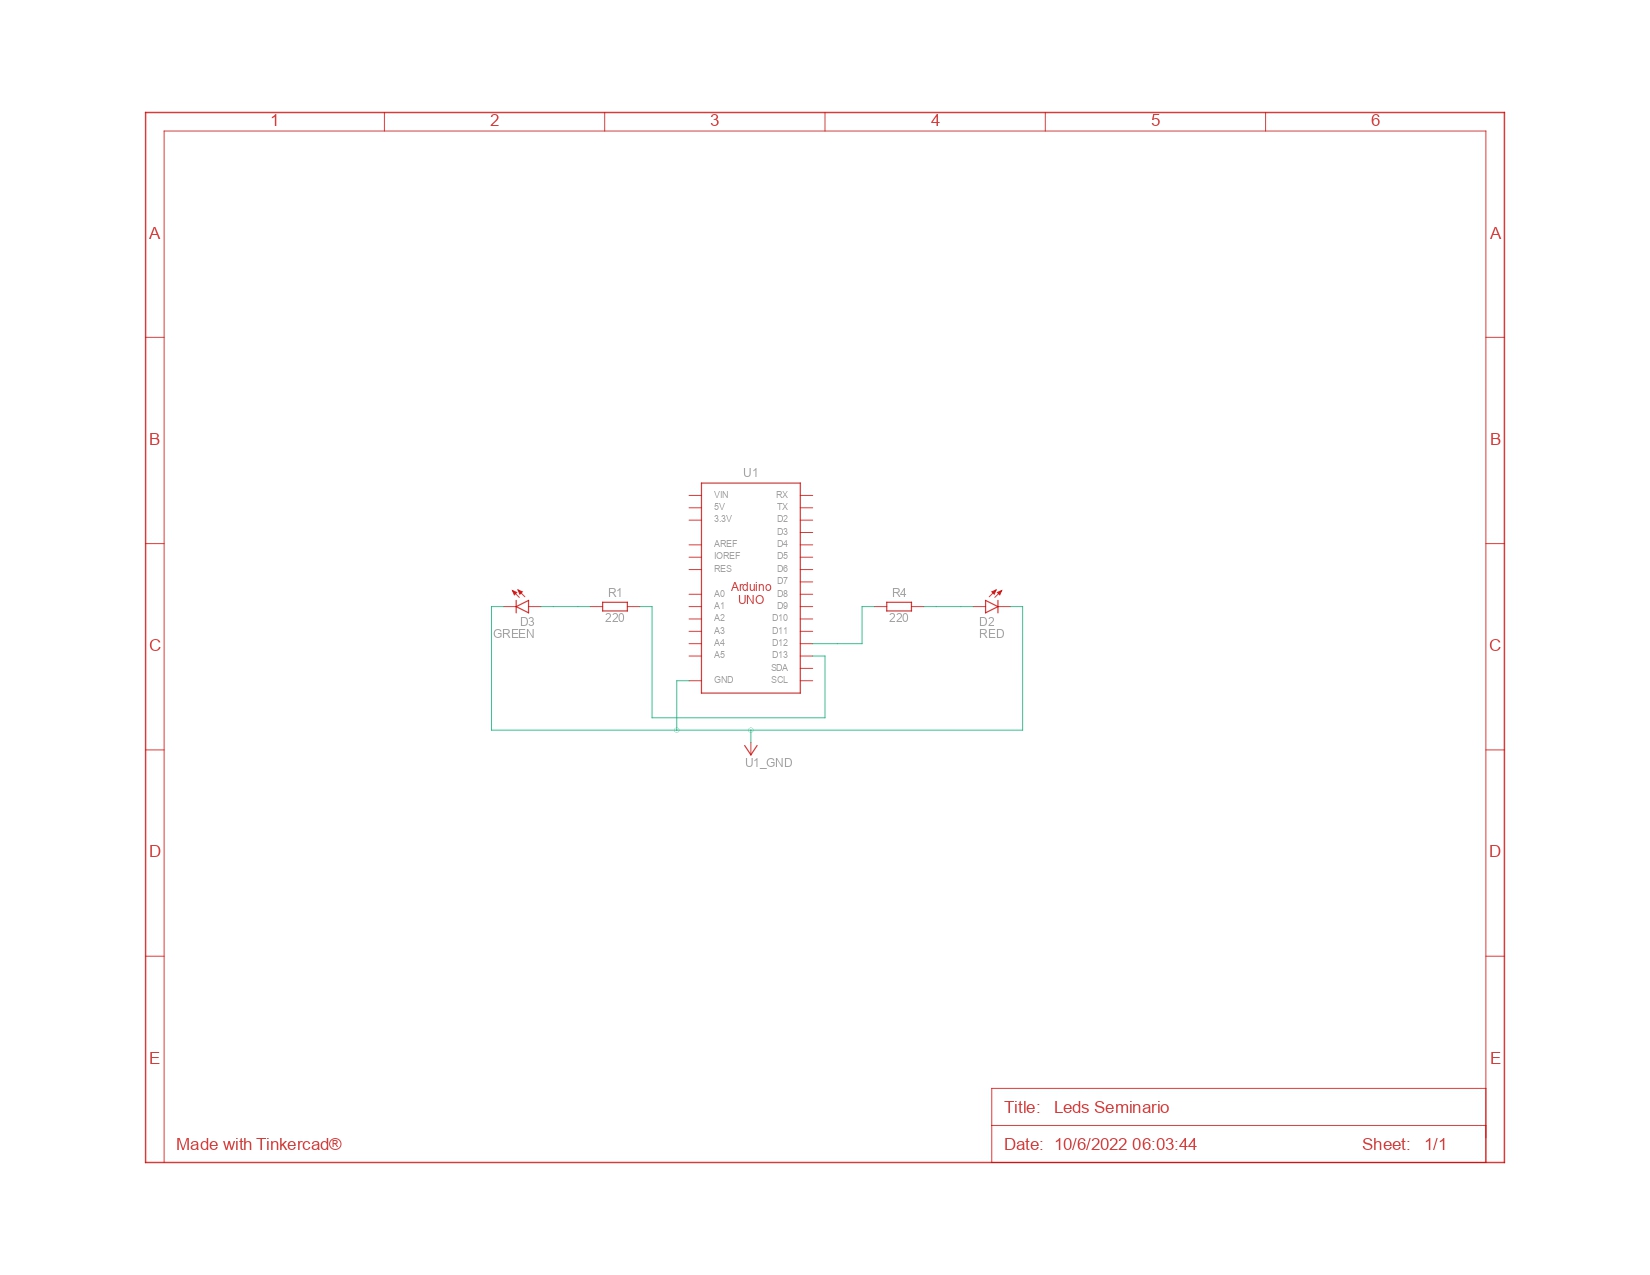 1 2 3 4 5 6
A A
B B
U1
VIN RX
5V TX
3.3V D2
D3
AREF D4
IOREF D5
RES D6
D7
Arduino
UNO
A0 D8
A1 D9
A2 D10
A3 D11
A4 D12
A5 D13
SDA
GND SCL
R1
220
D3
GREEN
R4
220
D2
RED
C C
U1_GND
D D
E E
Title: Leds Seminario
Made with Tinkercad®
Date: 10/6/2022 06:03:44 Sheet: 1/1